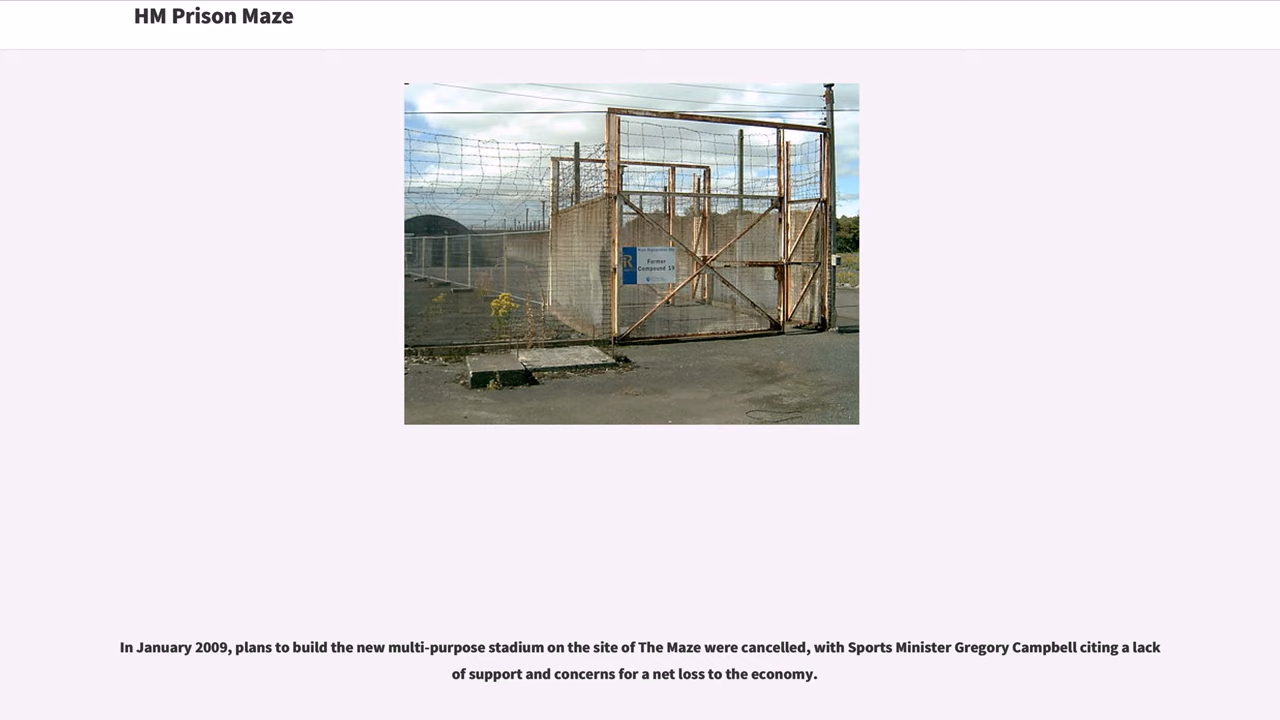 HM Prison Maze
Former
Compound 19
In January 2009, plans to build the new multi-purpose stadium on the site of The Maze were cancelled, with Sports Minister Gregory Campbell citing a lack
of support and concerns for a net loss to the economy.